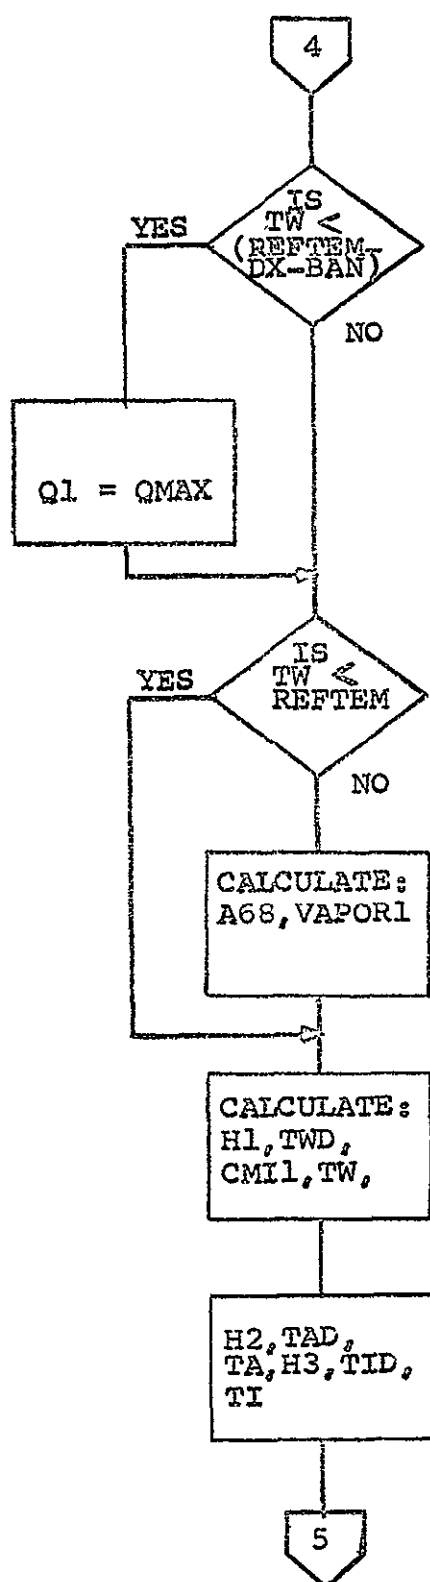 4
IS
TW <
(REFTEM-
DX-BAN)
YES
NO
Q1 = QMAX
IS
TW <
REFTEM
YES
NO
CALCULATE:
A68,VAPOR1
CALCULATE:
H1,TWD,
CMI1,TW,
H2,TAD,
TA,H3,TID,
TI
5